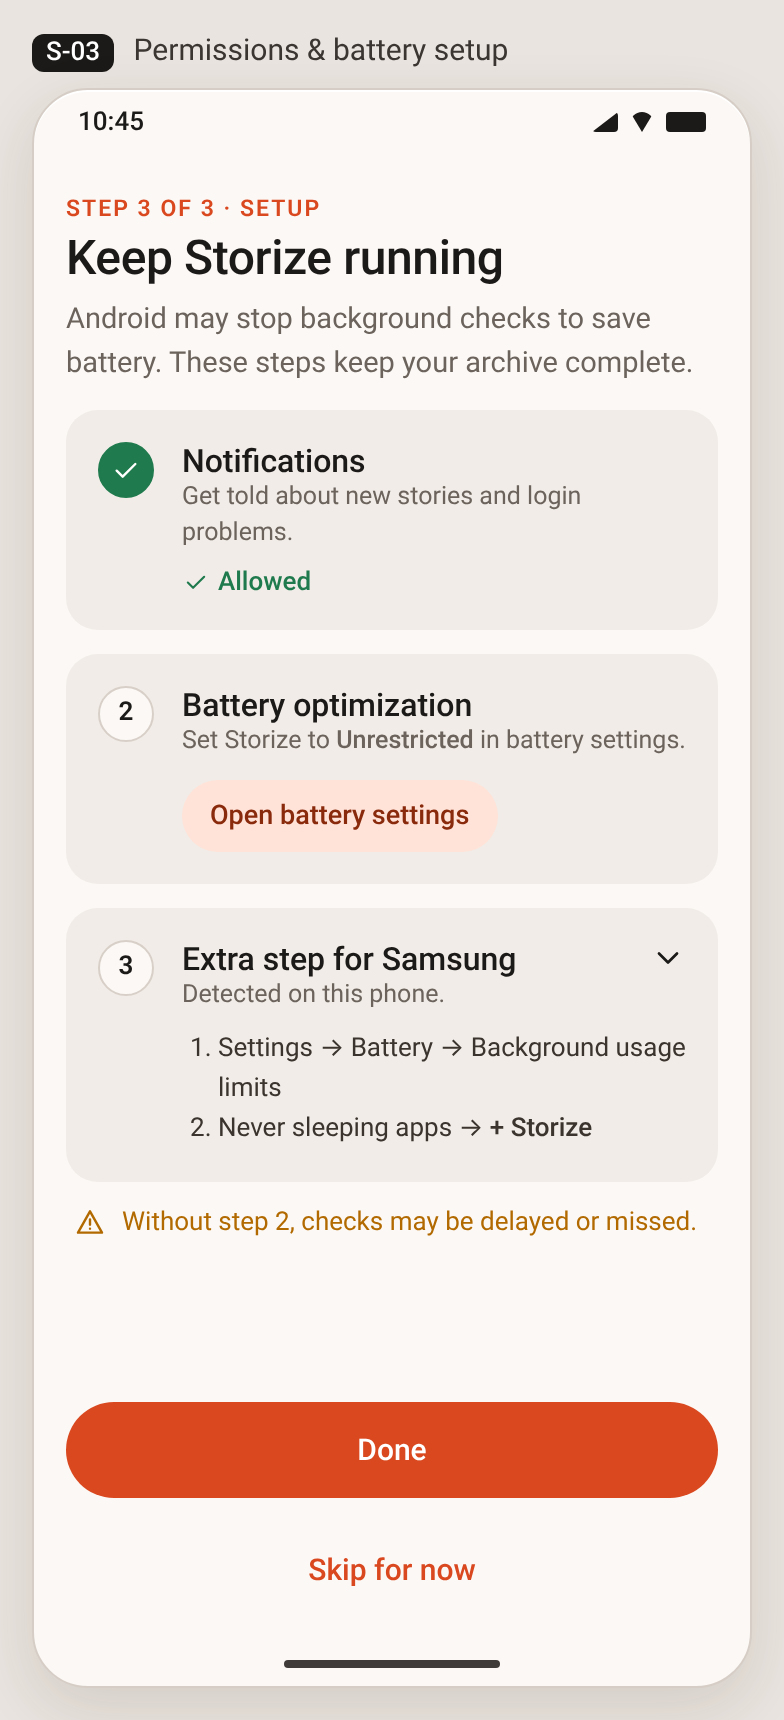 S-03 Permissions & battery setup
10:45
STEP 3 OF 3 · SETUP
Keep Storize running
Android may stop background checks to save
battery. These steps keep your archive complete.
Notifications
Get told about new stories and login
problems.
Allowed
2
Battery optimization
Set Storize to Unrestricted in battery settings.
Open battery settings
3
Extra step for Samsung
Detected on this phone.
1. Settings → Battery → Background usage
limits
2. Never sleeping apps → + Storize
Without step 2, checks may be delayed or missed.
Done
Skip for now